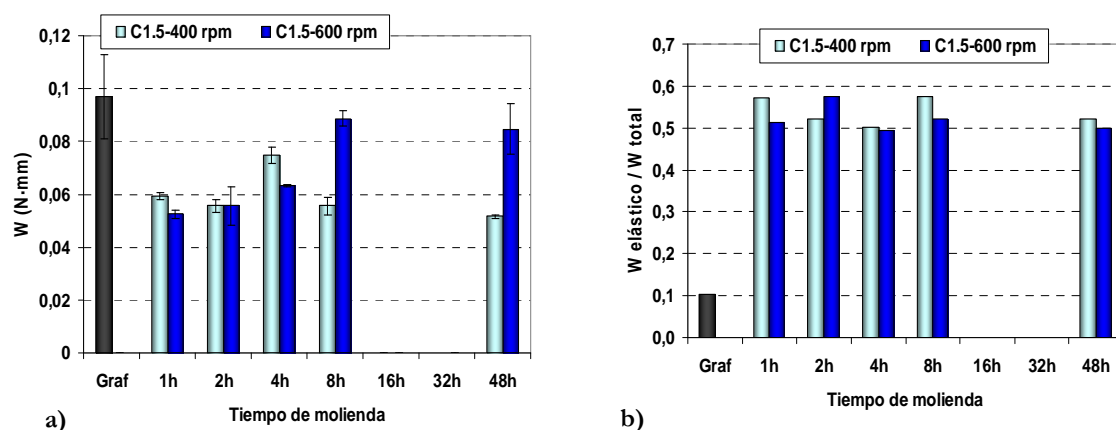 C1.5-400 rpm C1.5-600 rpm
0,12
0,1
0,08
0,06
0,04
0,02
0
W (N·mm)
Graf 1h 2h 4h 8h 16h 32h 48h
Tiempo de molienda
a)
C1.5-400 rpm C1.5-600 rpm
0,7
0,6
0,5
0,4
0,3
0,2
0,1
0,0
W elástico / W total
Graf 1h 2h 4h 8h 16h 32h 48h
Tiempo de molienda
b)